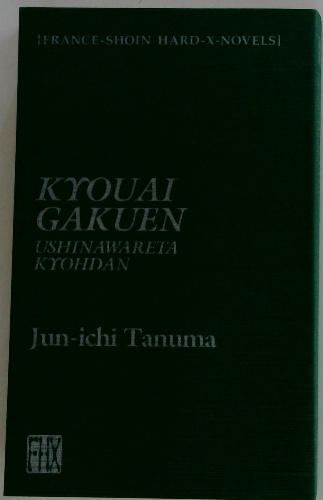 [FRANCE-SHOIN HARD-X-NOVELS]
KYOUAI
GAKUEN
USHINAWARETA
KYOHDAN
Jun-ichi Tanuma
FHX